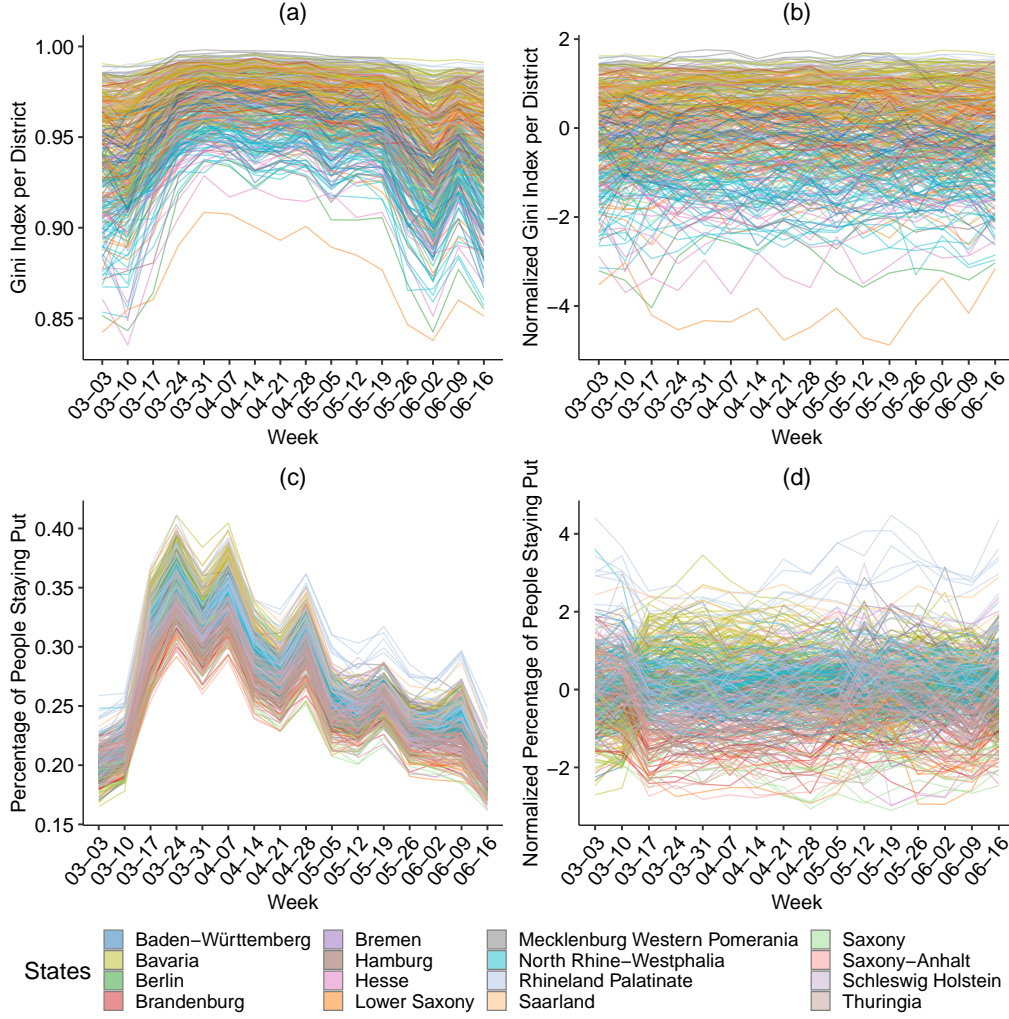 (a)
Gini Index per District
1.00
0.95
0.90
0.85
03−03 03−10 03−17 03−24 03−31 04−07 04−14 04−21 04−28 05−05 05−12 05−19 05−26 06−02 06−09 06−16
Week
(b)
Normalized Gini Index per District
2
0
−2
−4
03−03 03−10 03−17 03−24 03−31 04−07 04−14 04−21 04−28 05−05 05−12 05−19 05−26 06−02 06−09 06−16
Week
(c)
Percentage of People Staying Put
0.40
0.35
0.30
0.25
0.20
0.15
03−03 03−10 03−17 03−24 03−31 04−07 04−14 04−21 04−28 05−05 05−12 05−19 05−26 06−02 06−09 06−16
Week
(d)
Normalized Percentage of People Staying Put
4
2
0
−2
03−03 03−10 03−17 03−24 03−31 04−07 04−14 04−21 04−28 05−05 05−12 05−19 05−26 06−02 06−09 06−16
Week
States
Baden−Württemberg
Bavaria
Berlin
Brandenburg
Bremen
Hamburg
Hesse
Lower Saxony
Mecklenburg Western Pomerania
North Rhine−Westphalia
Rhineland Palatinate
Saarland
Saxony
Saxony−Anhalt
Schleswig Holstein
Thuringia